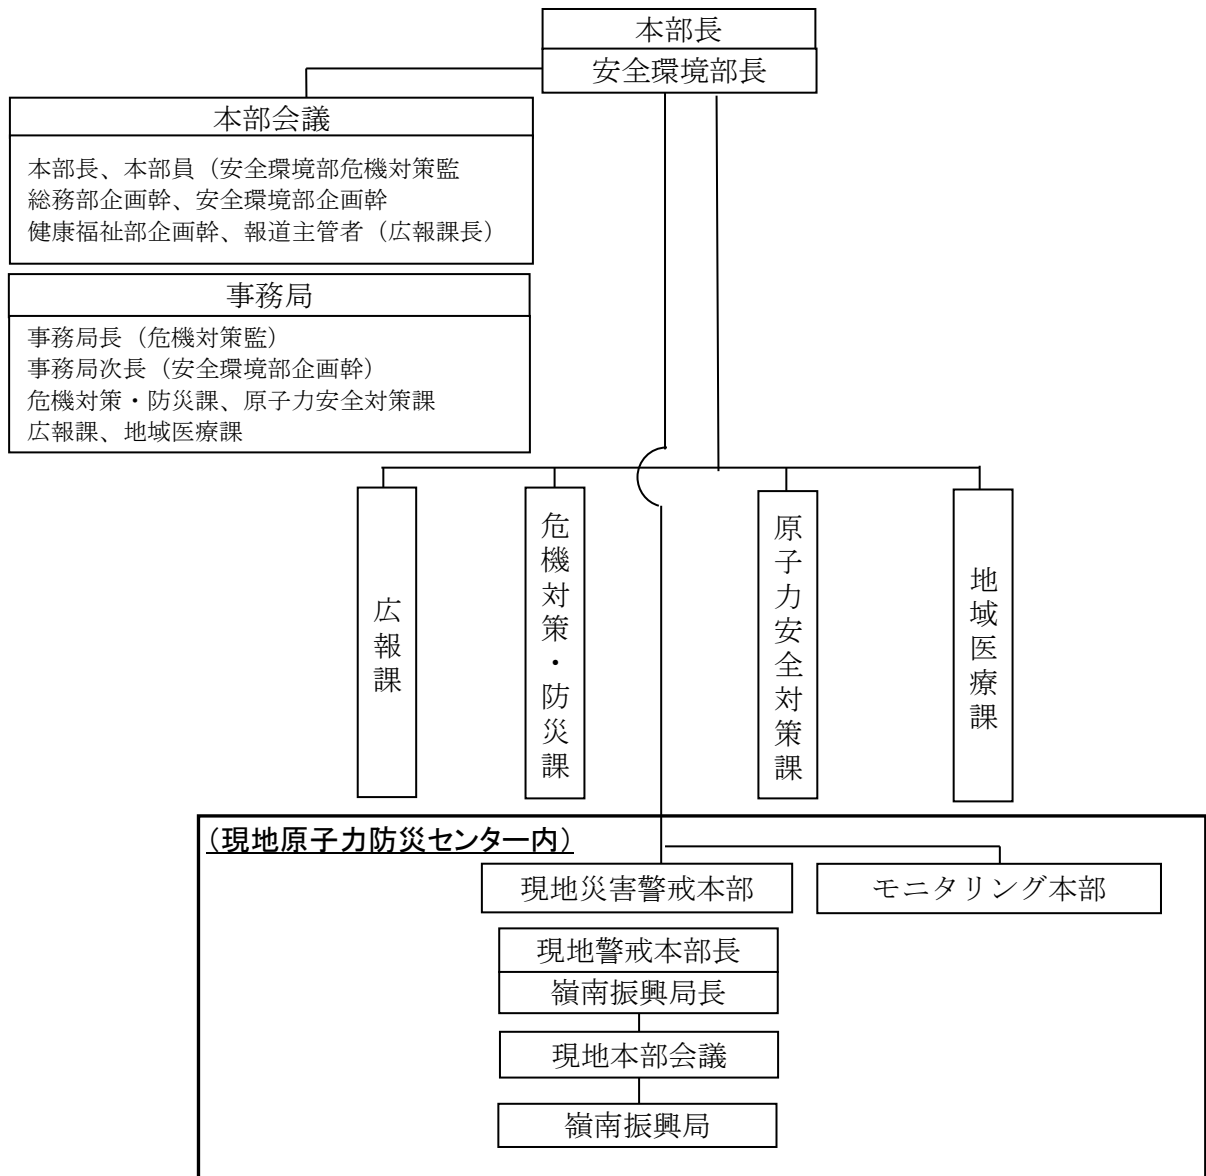 本部長
安全環境部長
本部会議
本部長、本部員（安全環境部危機対策監
総務部企画幹、安全環境部企画幹
健康福祉部企画幹、報道主管者（広報課長）
事務局
事務局長（危機対策監）
事務局次長（安全環境部企画幹）
危機対策・防災課、原子力安全対策課
広報課、地域医療課
広報課
危機対策・防災課
原子力安全対策課
地域医療課
（現地原子力防災センター内）
現地災害警戒本部
モニタリング本部
現地警戒本部長
嶺南振興局長
現地本部会議
嶺南振興局